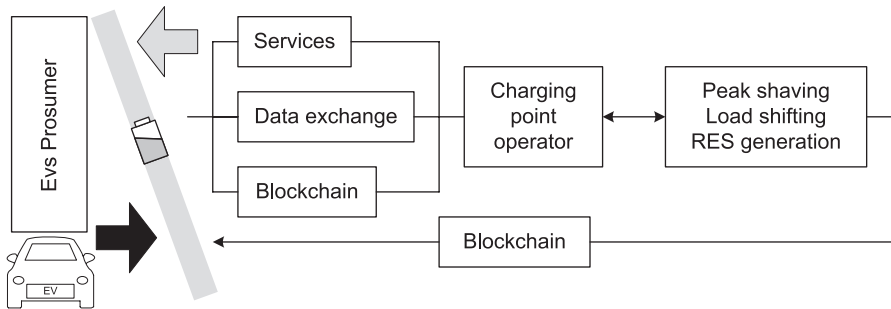 Evs Prosumer
EV
Services
Data exchange
Blockchain
Charging
point
operator
Peak shaving
Load shifting
RES generation
Blockchain